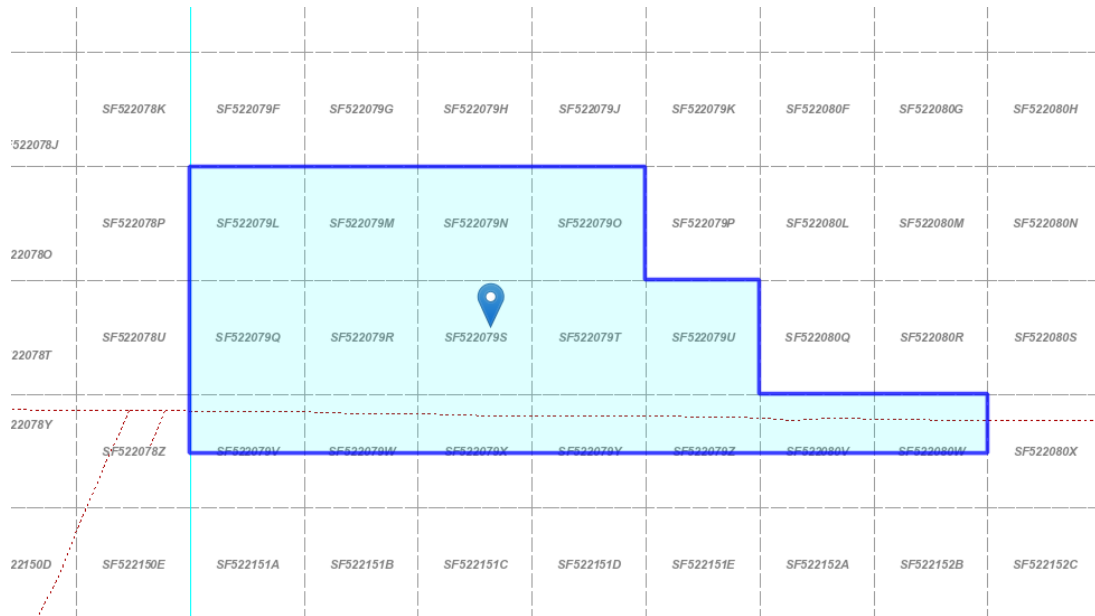 SF522078K SF522079F SF522079G SF522079H SF522079J SF522079K SF522080F SF522080G SF522080H
522078J
SF522078P SF522079L SF522079M SF522079N SF522079O SF522079P SF522080L SF522080M SF522080N
22078O
SF522078U SF522079Q SF522079R SF522079S SF522079T SF522079U SF522080Q SF522080R SF522080S
22078T
22078Y
SF522078Z SF522079V SF522079W SF522079X SF522079Y SF522079Z SF522080V SF522080W SF522080X
22150D SF522150E SF522151A SF522151B SF522151C SF522151D SF522151E SF522152A SF522152B SF522152C